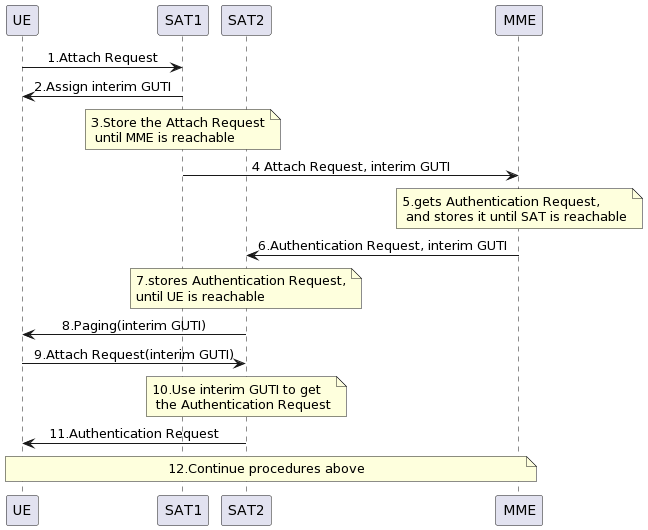 UE SAT1 SAT2 MME
1.Attach Request
2.Assign interim GUTI
3.Store the Attach Request
until MME is reachable
4 Attach Request, interim GUTI
5.gets Authentication Request,
and stores it until SAT is reachable
6.Authentication Request, interim GUTI
7.stores Authentication Request,
until UE is reachable
8.Paging(interim GUTI)
9.Attach Request(interim GUTI)
10.Use interim GUTI to get
the Authentication Request
11.Authentication Request
12.Continue procedures above
UE SAT1 SAT2 MME